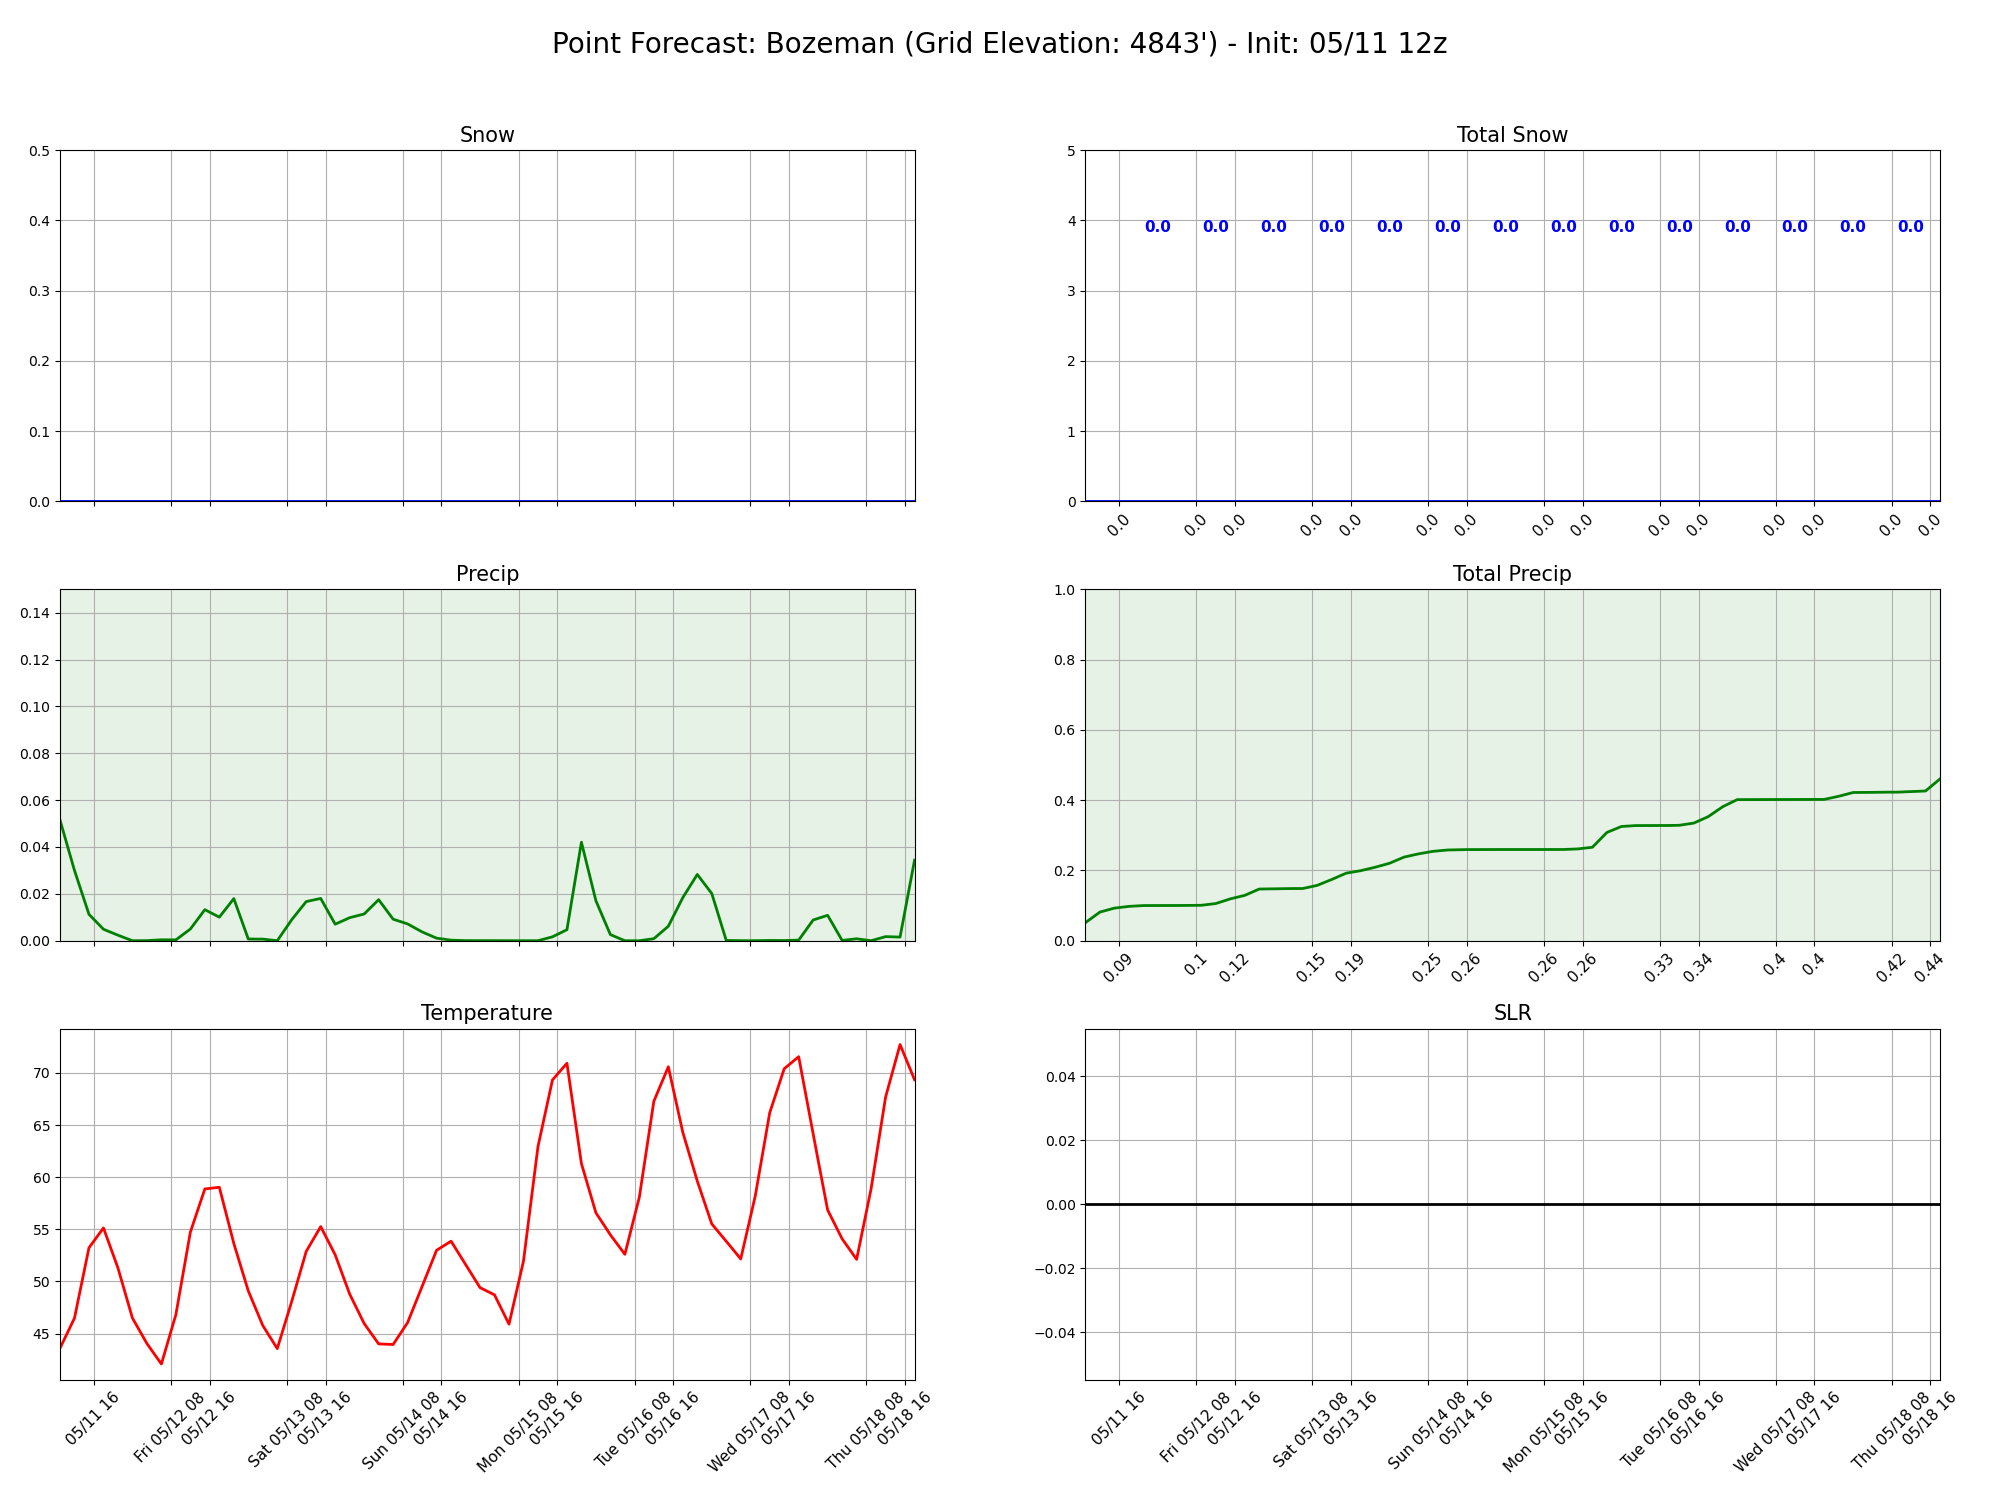 Point Forecast: Bozeman (Grid Elevation: 4843') - Init: 05/11 12z
Snow
0.5
0.4
0.3
0.2
0.1
0.0
Total Snow
5
4
3
2
1
0
0.0 0.0 0.0 0.0 0.0 0.0 0.0 0.0 0.0 0.0 0.0 0.0 0.0 0.0
0.0 0.0 0.0 0.0 0.0 0.0 0.0 0.0 0.0 0.0 0.0 0.0 0.0 0.0 0.0
Precip
0.14
0.12
0.10
0.08
0.06
0.04
0.02
0.00
Total Precip
1.0
0.8
0.6
0.4
0.2
0.0
0.09 0.1 0.12 0.15 0.19 0.25 0.26 0.26 0.26 0.33 0.34 0.4 0.4 0.42 0.44
Temperature
70
65
60
55
50
45
05/11 16
Fri 05/12 08
05/12 16
Sat 05/13 08
05/13 16
Sun 05/14 08
05/14 16
Mon 05/15 08
05/15 16
Tue 05/16 08
05/16 16
Wed 05/17 08
05/17 16
Thu 05/18 08
05/18 16
SLR
0.04
0.02
0.00
−0.02
−0.04
05/11 16
Fri 05/12 08
05/12 16
Sat 05/13 08
05/13 16
Sun 05/14 08
05/14 16
Mon 05/15 08
05/15 16
Tue 05/16 08
05/16 16
Wed 05/17 08
05/17 16
Thu 05/18 08
05/18 16